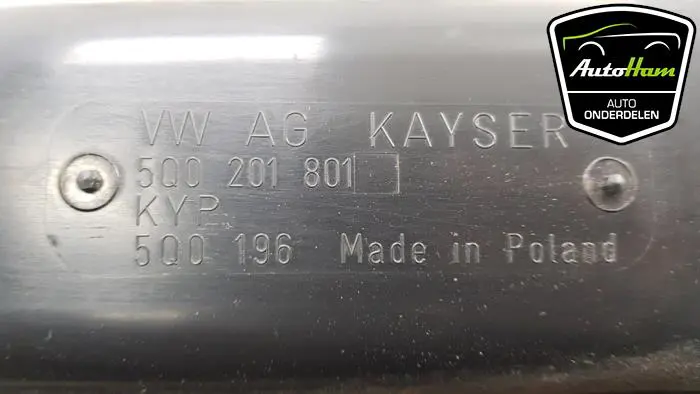 VW AG KAYSER
5Q0 201 801
KYP
5Q0 196 Made in Poland
AutoHam
AUTO
ONDERDELEN